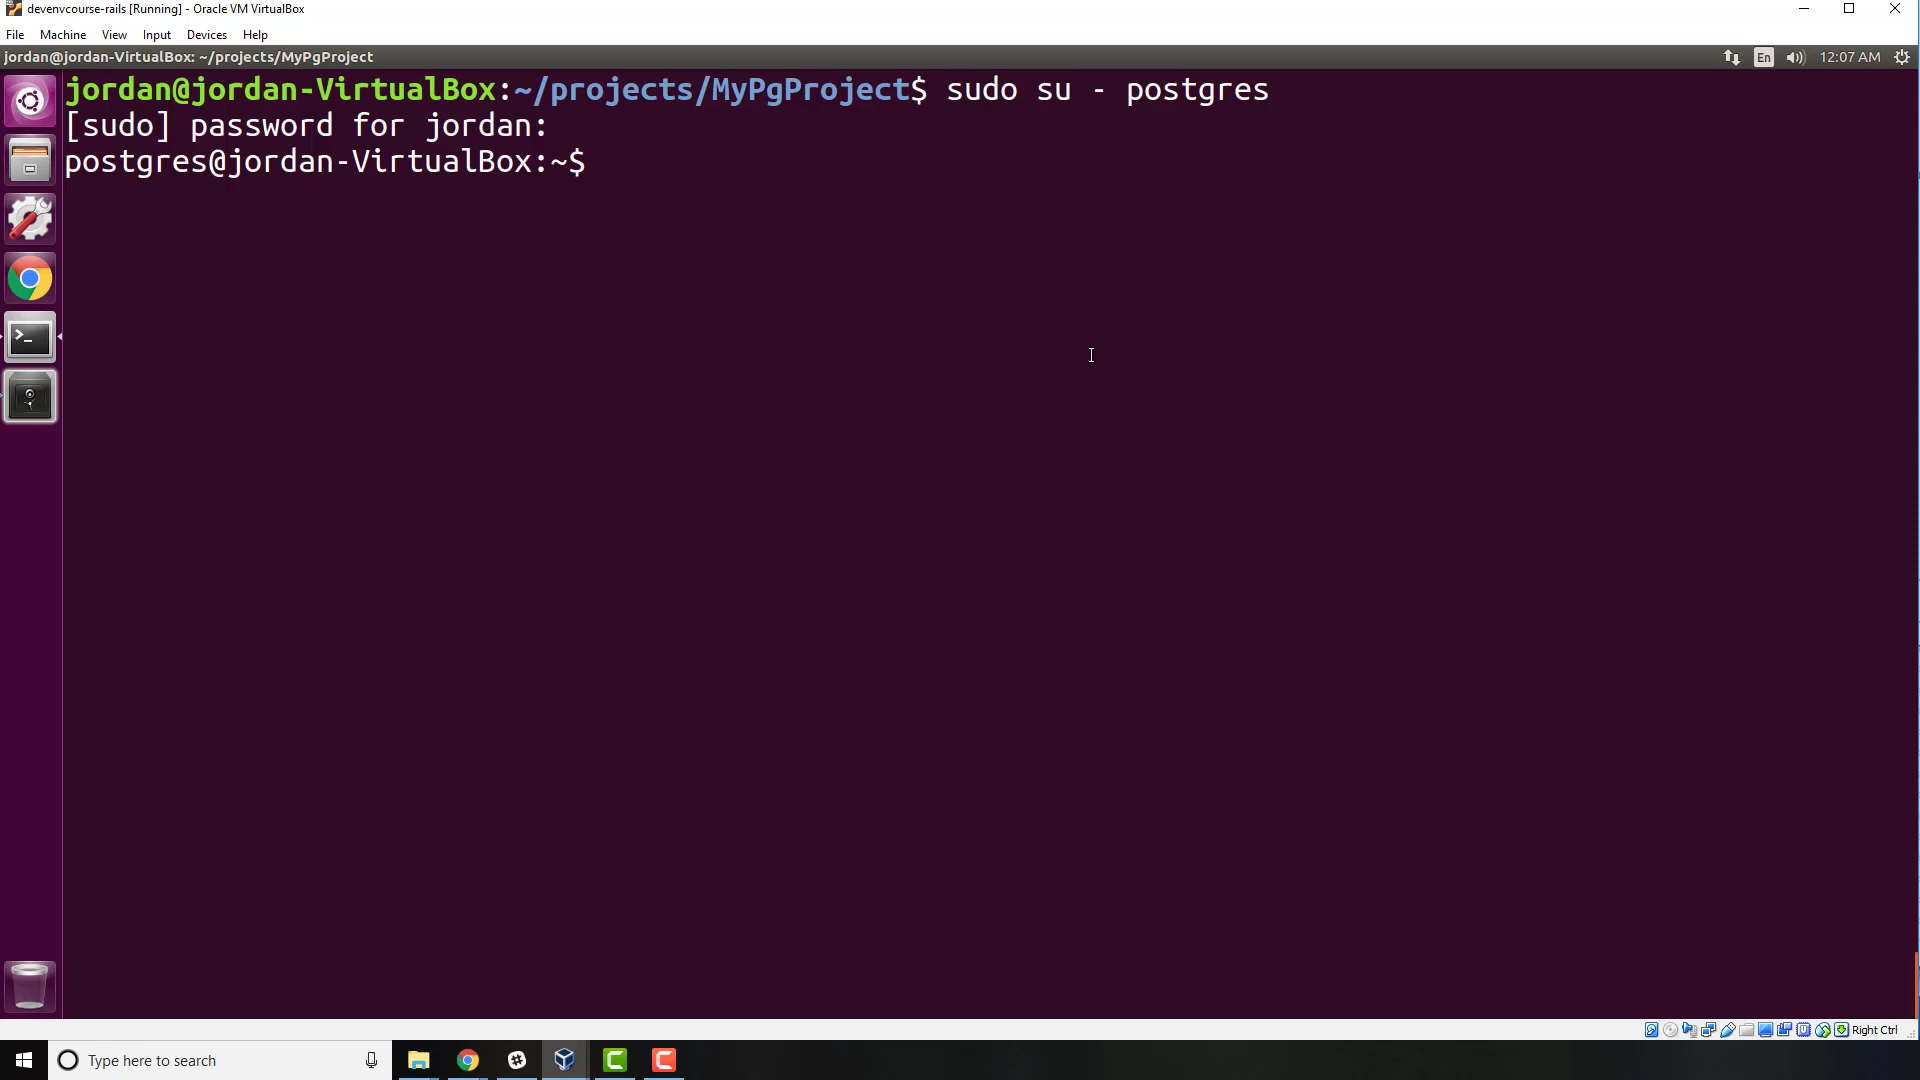 devenvcourse-rails [Running] - Oracle VM VirtualBox
File Machine View Input Devices Help
jordan@jordan-VirtualBox: ~/projects/MyPgProject En 12:07 AM
jordan@jordan-VirtualBox:~/projects/MyPgProject$ sudo su - postgres
[sudo] password for jordan:
postgres@jordan-VirtualBox:~$
Right Ctrl
Type here to search